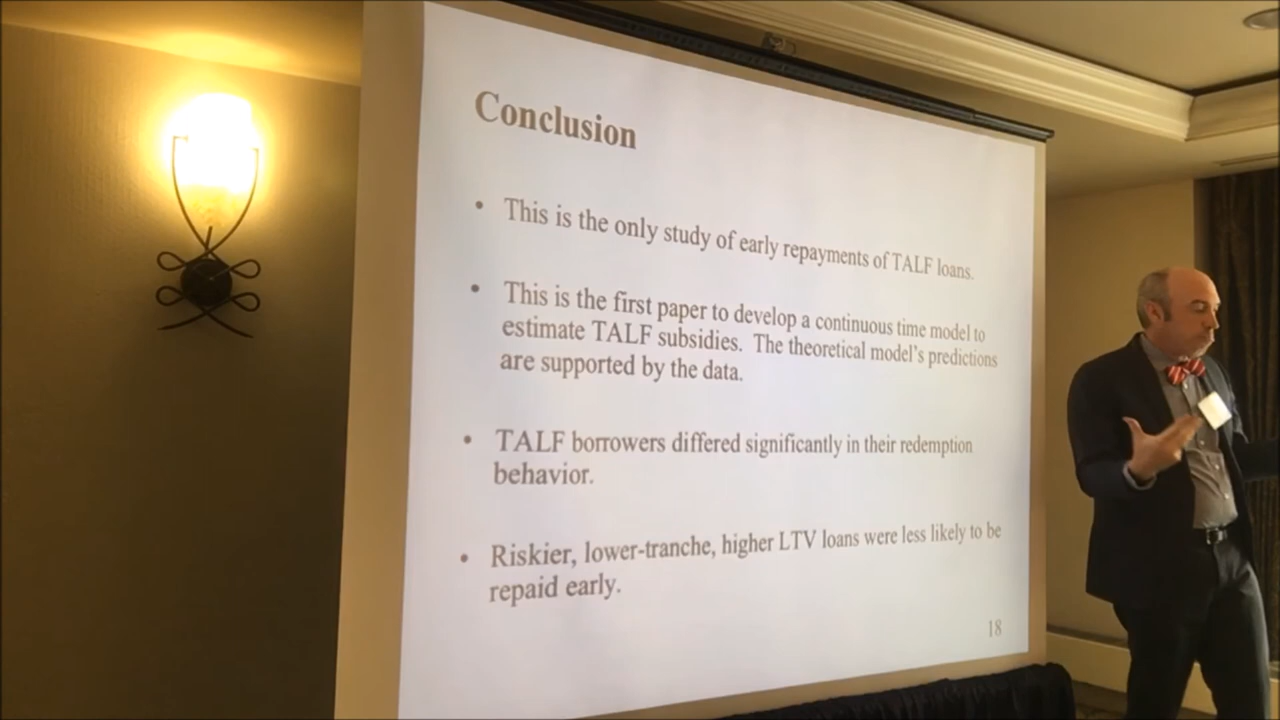 Conclusion
• This is the only study of early repayments of TALF loans.
• This is the first paper to develop a continuous time model to
estimate TALF subsidies. The theoretical model's predictions
are supported by the data.
• TALF borrowers differed significantly in their redemption
behavior.
• Riskier, lower-tranche, higher LTV loans were less likely to be
repaid early.
18